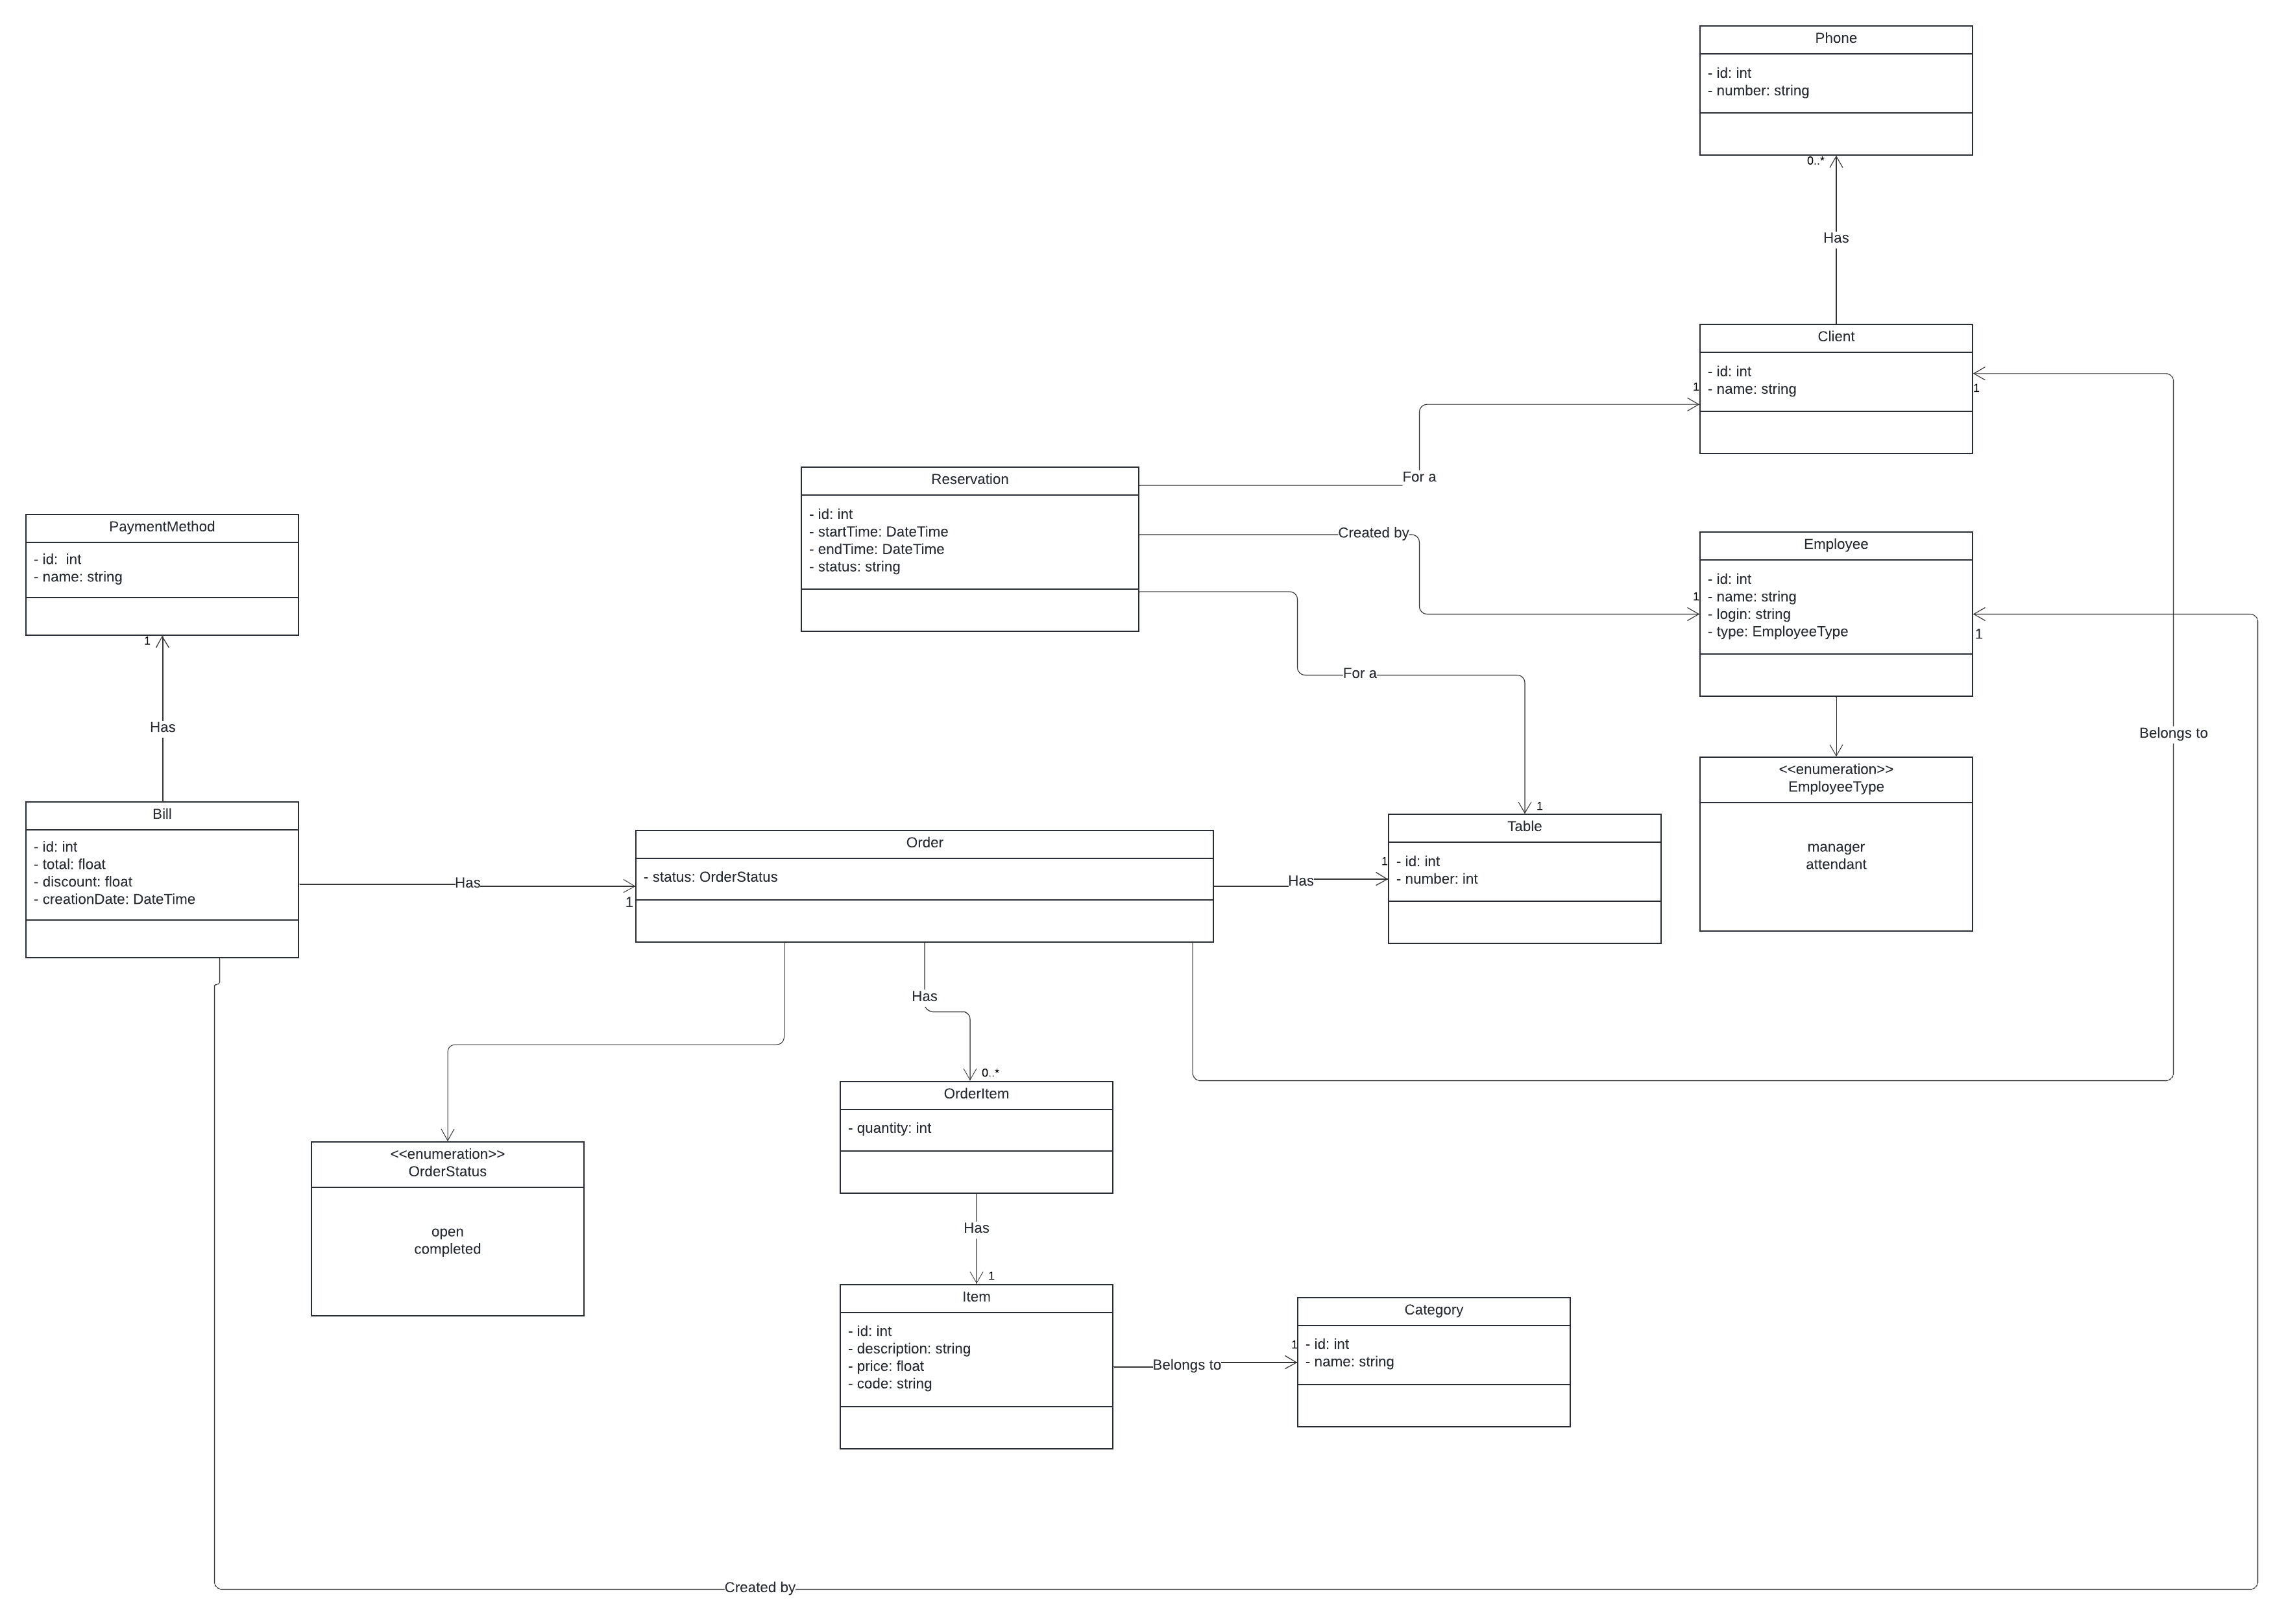 Phone
- id: int
- number: string
0..*
Has
Client
- id: int
- name: string
1
1
For a
Reservation
- id: int
- startTime: DateTime
- endTime: DateTime
- status: string
Created by
PaymentMethod
- id:  int
- name: string
1
Has
Employee
- id: int
- name: string
- login: string
- type: EmployeeType
1
1
For a
Belongs to
<<enumeration>>
EmployeeType
manager
attendant
Bill
- id: int
- total: float
- discount: float
- creationDate: DateTime
Has
1
Order
- status: OrderStatus
Has
1
1
Table
- id: int
- number: int
Has
0..*
OrderItem
- quantity: int
<<enumeration>>
OrderStatus
open
completed
Has
1
Item
- id: int
- description: string
- price: float
- code: string
Belongs to
1
Category
- id: int
- name: string
Created by